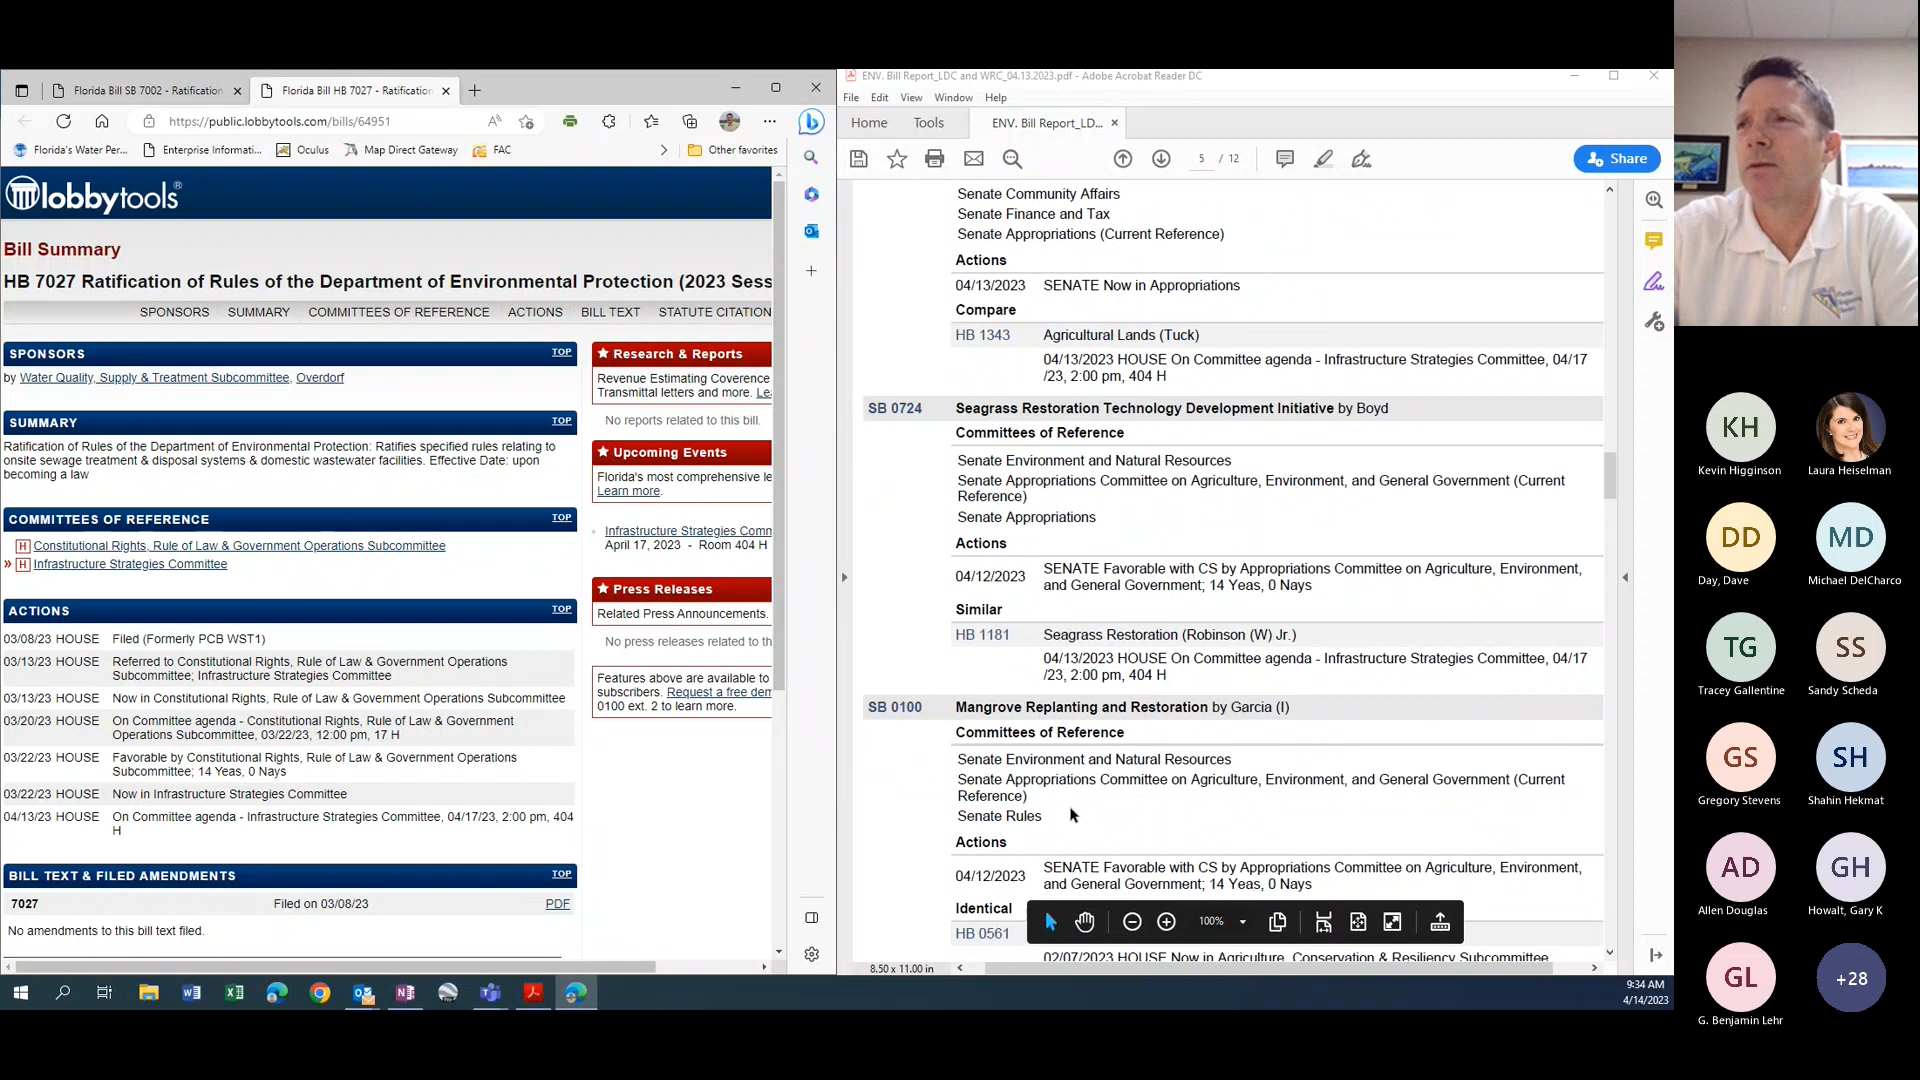 Florida Bill SB 7002 - Ratification
Florida Bill HB 7027 - Ratification
https://public.lobbytools.com/bills/64951
Florida's Water Per...
Enterprise Informati...
Oculus
Map Direct Gateway
FAC
Other favorites
lobbytools®
Bill Summary
HB 7027 Ratification of Rules of the Department of Environmental Protection (2023 Sess
SPONSORS SUMMARY COMMITTEES OF REFERENCE ACTIONS BILL TEXT STATUTE CITATION
SPONSORS TOP
by Water Quality, Supply & Treatment Subcommittee, Overdorf
SUMMARY TOP
Ratification of Rules of the Department of Environmental Protection: Ratifies specified rules relating to
onsite sewage treatment & disposal systems & domestic wastewater facilities. Effective Date: upon
becoming a law
COMMITTEES OF REFERENCE TOP
H Constitutional Rights, Rule of Law & Government Operations Subcommittee
» H Infrastructure Strategies Committee
ACTIONS TOP
03/08/23 HOUSE Filed (Formerly PCB WST1)
03/13/23 HOUSE Referred to Constitutional Rights, Rule of Law & Government Operations
Subcommittee; Infrastructure Strategies Committee
03/13/23 HOUSE Now in Constitutional Rights, Rule of Law & Government Operations Subcommittee
03/20/23 HOUSE On Committee agenda - Constitutional Rights, Rule of Law & Government
Operations Subcommittee, 03/22/23, 12:00 pm, 17 H
03/22/23 HOUSE Favorable by Constitutional Rights, Rule of Law & Government Operations
Subcommittee; 14 Yeas, 0 Nays
03/22/23 HOUSE Now in Infrastructure Strategies Committee
04/13/23 HOUSE On Committee agenda - Infrastructure Strategies Committee, 04/17/23, 2:00 pm, 404
H
BILL TEXT & FILED AMENDMENTS TOP
7027 Filed on 03/08/23 PDF
No amendments to this bill text filed.
Research & Reports
Revenue Estimating Coverence
Transmittal letters and more. Le
No reports related to this bill.
Upcoming Events
Florida's most comprehensive le
Learn more.
Infrastructure Strategies Comm
April 17, 2023 - Room 404 H
Press Releases
Related Press Announcements.
No press releases related to th
Features above are available to
subscribers. Request a free dem
0100 ext. 2 to learn more.
ENV. Bill Report_LDC and WRC_04.13.2023.pdf - Adobe Acrobat Reader DC
File Edit View Window Help
Home Tools ENV. Bill Report_LD...
5 / 12
Share
Senate Community Affairs
Senate Finance and Tax
Senate Appropriations (Current Reference)
Actions
04/13/2023 SENATE Now in Appropriations
Compare
HB 1343 Agricultural Lands (Tuck)
04/13/2023 HOUSE On Committee agenda - Infrastructure Strategies Committee, 04/17
/23, 2:00 pm, 404 H
SB 0724 Seagrass Restoration Technology Development Initiative by Boyd
Committees of Reference
Senate Environment and Natural Resources
Senate Appropriations Committee on Agriculture, Environment, and General Government (Current
Reference)
Senate Appropriations
Actions
04/12/2023 SENATE Favorable with CS by Appropriations Committee on Agriculture, Environment,
and General Government; 14 Yeas, 0 Nays
Similar
HB 1181 Seagrass Restoration (Robinson (W) Jr.)
04/13/2023 HOUSE On Committee agenda - Infrastructure Strategies Committee, 04/17
/23, 2:00 pm, 404 H
SB 0100 Mangrove Replanting and Restoration by Garcia (I)
Committees of Reference
Senate Environment and Natural Resources
Senate Appropriations Committee on Agriculture, Environment, and General Government (Current
Reference)
Senate Rules
Actions
04/12/2023 SENATE Favorable with CS by Appropriations Committee on Agriculture, Environment,
and General Government; 14 Yeas, 0 Nays
Identical
HB 0561
100%
02/07/2023 HOUSE Now in Agriculture, Conservation & Resiliency Subcommittee
8.50 x 11.00 in
9:34 AM
4/14/2023
KH
Kevin Higginson
Laura Heiselman
DD
Day, Dave
MD
Michael DelCharco
TG
Tracey Gallentine
SS
Sandy Scheda
GS
Gregory Stevens
SH
Shahin Hekmat
AD
Allen Douglas
GH
Howalt, Gary K
GL
G. Benjamin Lehr
+28